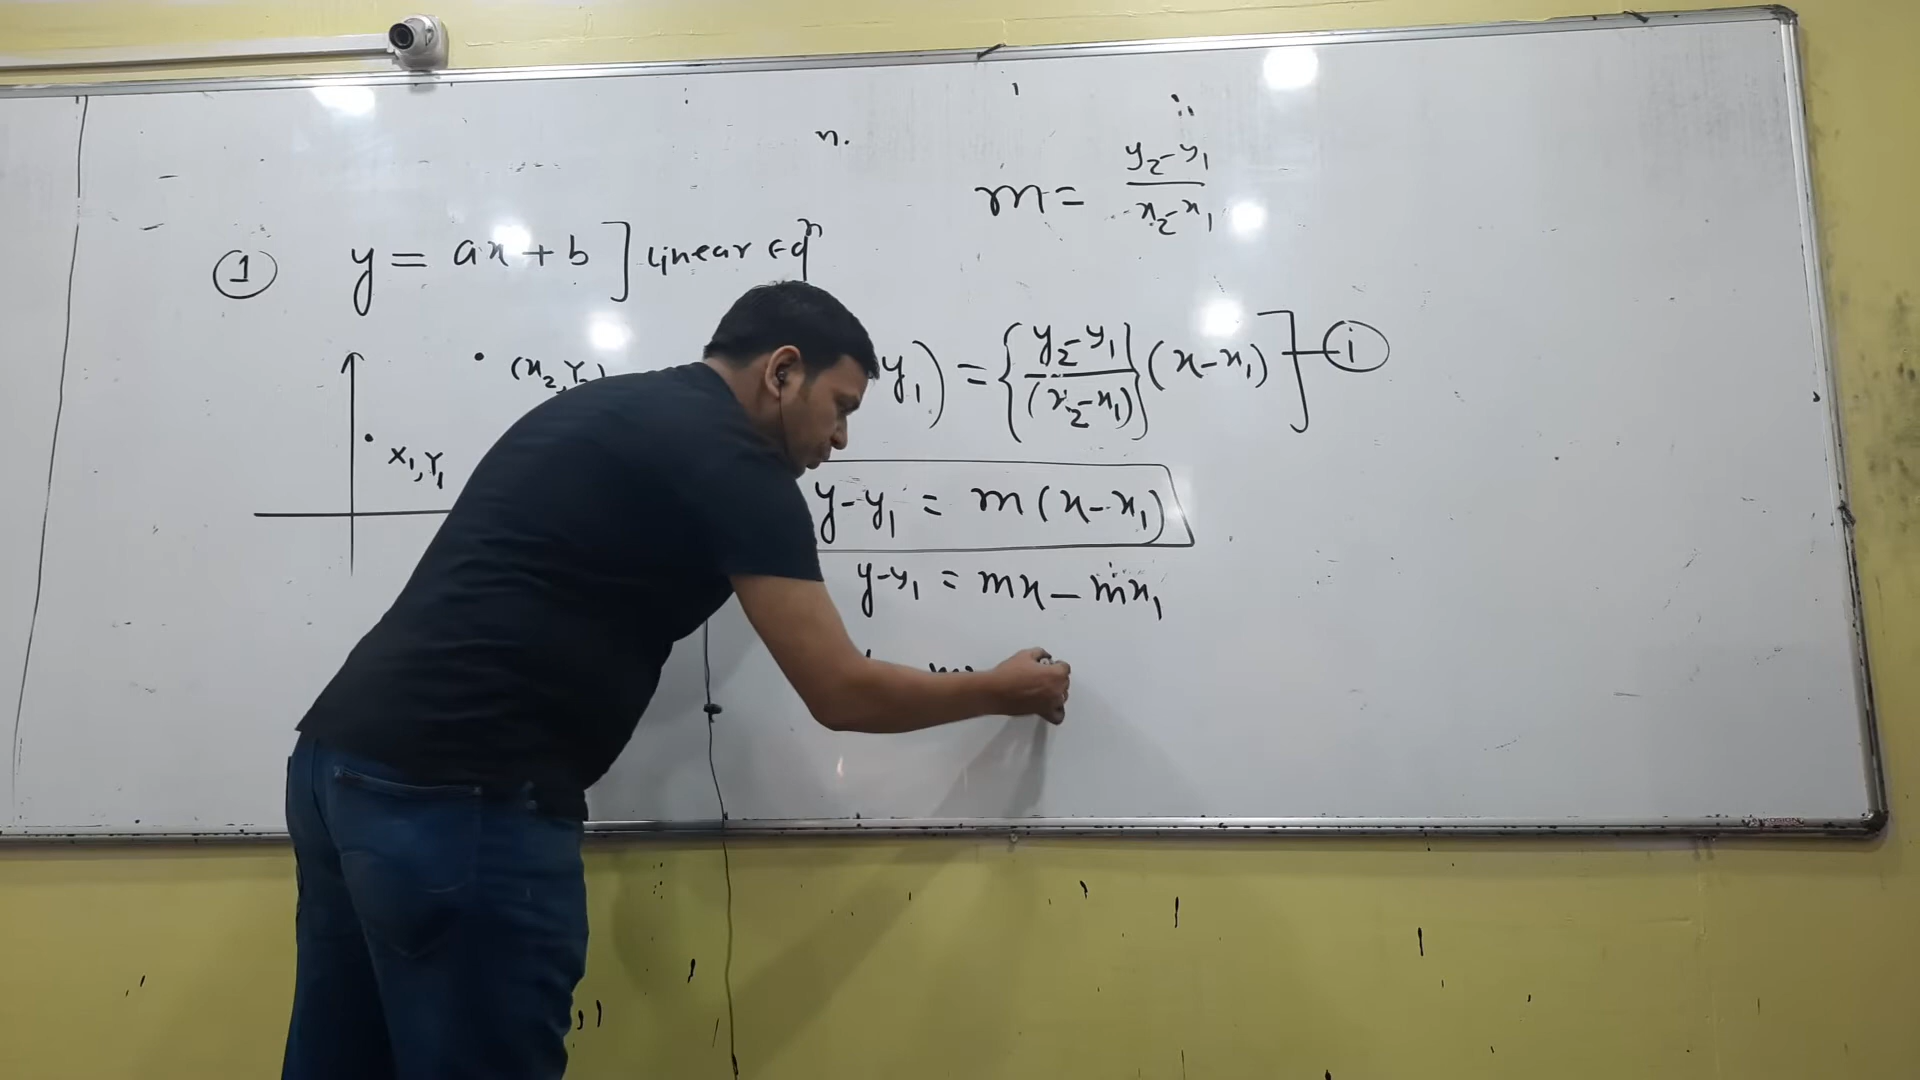 n.
m = y₂-y₁ / x₂-x₁
① y = ax + b ] Linear eqⁿ
y₁) = { y₂-y₁ / (x₂-x₁) } (x-x₁) ] — ⓘ
(x₂,Y₂)
x₁,Y₁
y-y₁ = m(x-x₁)
y-y₁ = mx - mx₁